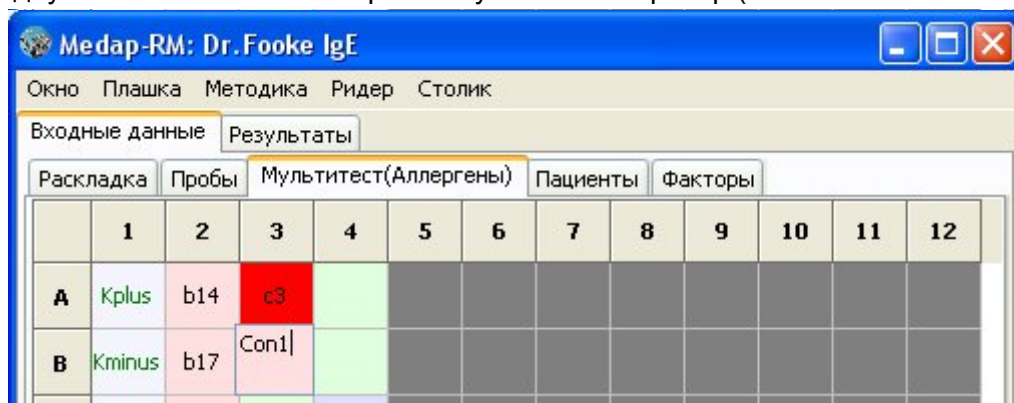 Medap-RM: Dr.Fooke IgE
Окно Плашка Методика Ридер Столик
Входные данные Результаты
Раскладка Пробы Мультитест(Аллергены) Пациенты Факторы
1 2 3 4 5 6 7 8 9 10 11 12
A Kplus b14 c3
B Kminus b17 Con1